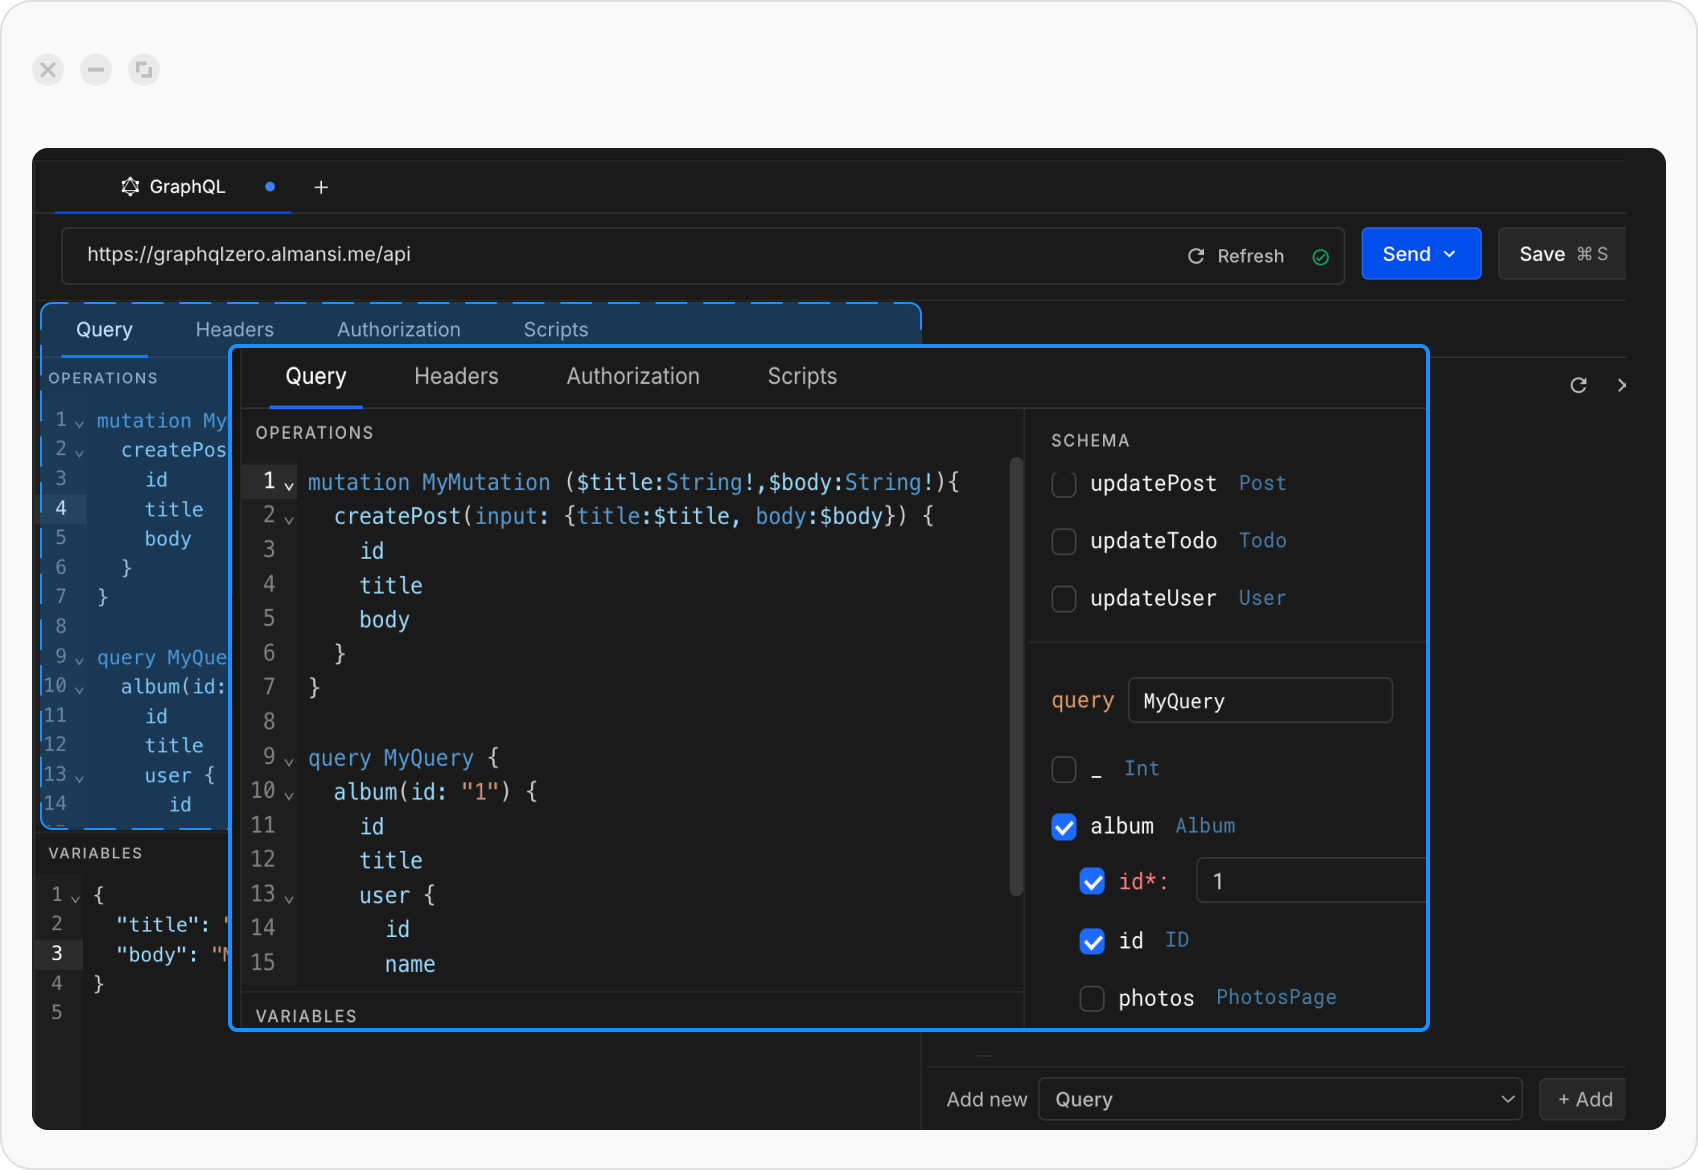 GraphQL
+
https://graphqlzero.almansi.me/api
Refresh
Send
Save ⌘ S
Query Headers Authorization Scripts
OPERATIONS
1 mutation My
2 createPos
3 id
4 title
5 body
6 }
7 }
8
9 query MyQue
10 album(id:
11 id
12 title
13 user {
14 id
VARIABLES
1 {
2 "title": "
3 "body": "M
4 }
5
Query Headers Authorization Scripts
OPERATIONS
1 mutation MyMutation ($title:String!,$body:String!){
2 createPost(input: {title:$title, body:$body}) {
3 id
4 title
5 body
6 }
7 }
8
9 query MyQuery {
10 album(id: "1") {
11 id
12 title
13 user {
14 id
15 name
VARIABLES
SCHEMA
updatePost Post
updateTodo Todo
updateUser User
query MyQuery
_ Int
album Album
id*: 1
id ID
photos PhotosPage
Add new Query + Add